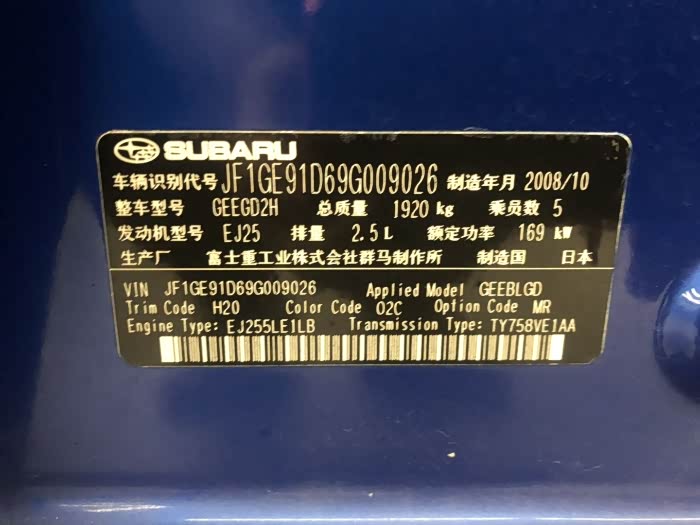 SUBARU
车辆识别代号 JF1GE91D69G009026 制造年月 2008/10
整车型号 GEEGD2H 总质量 1920 kg 乘员数 5
发动机型号 EJ25 排量 2.5L 额定功率 169 kW
生产厂 富士重工业株式会社群马制作所 制造国 日本
VIN JF1GE91D69G009026 Applied Model GEEBLGD
Trim Code H20 Color Code 02C Option Code MR
Engine Type: EJ255LE1LB Transmission Type: TY758VE1AA